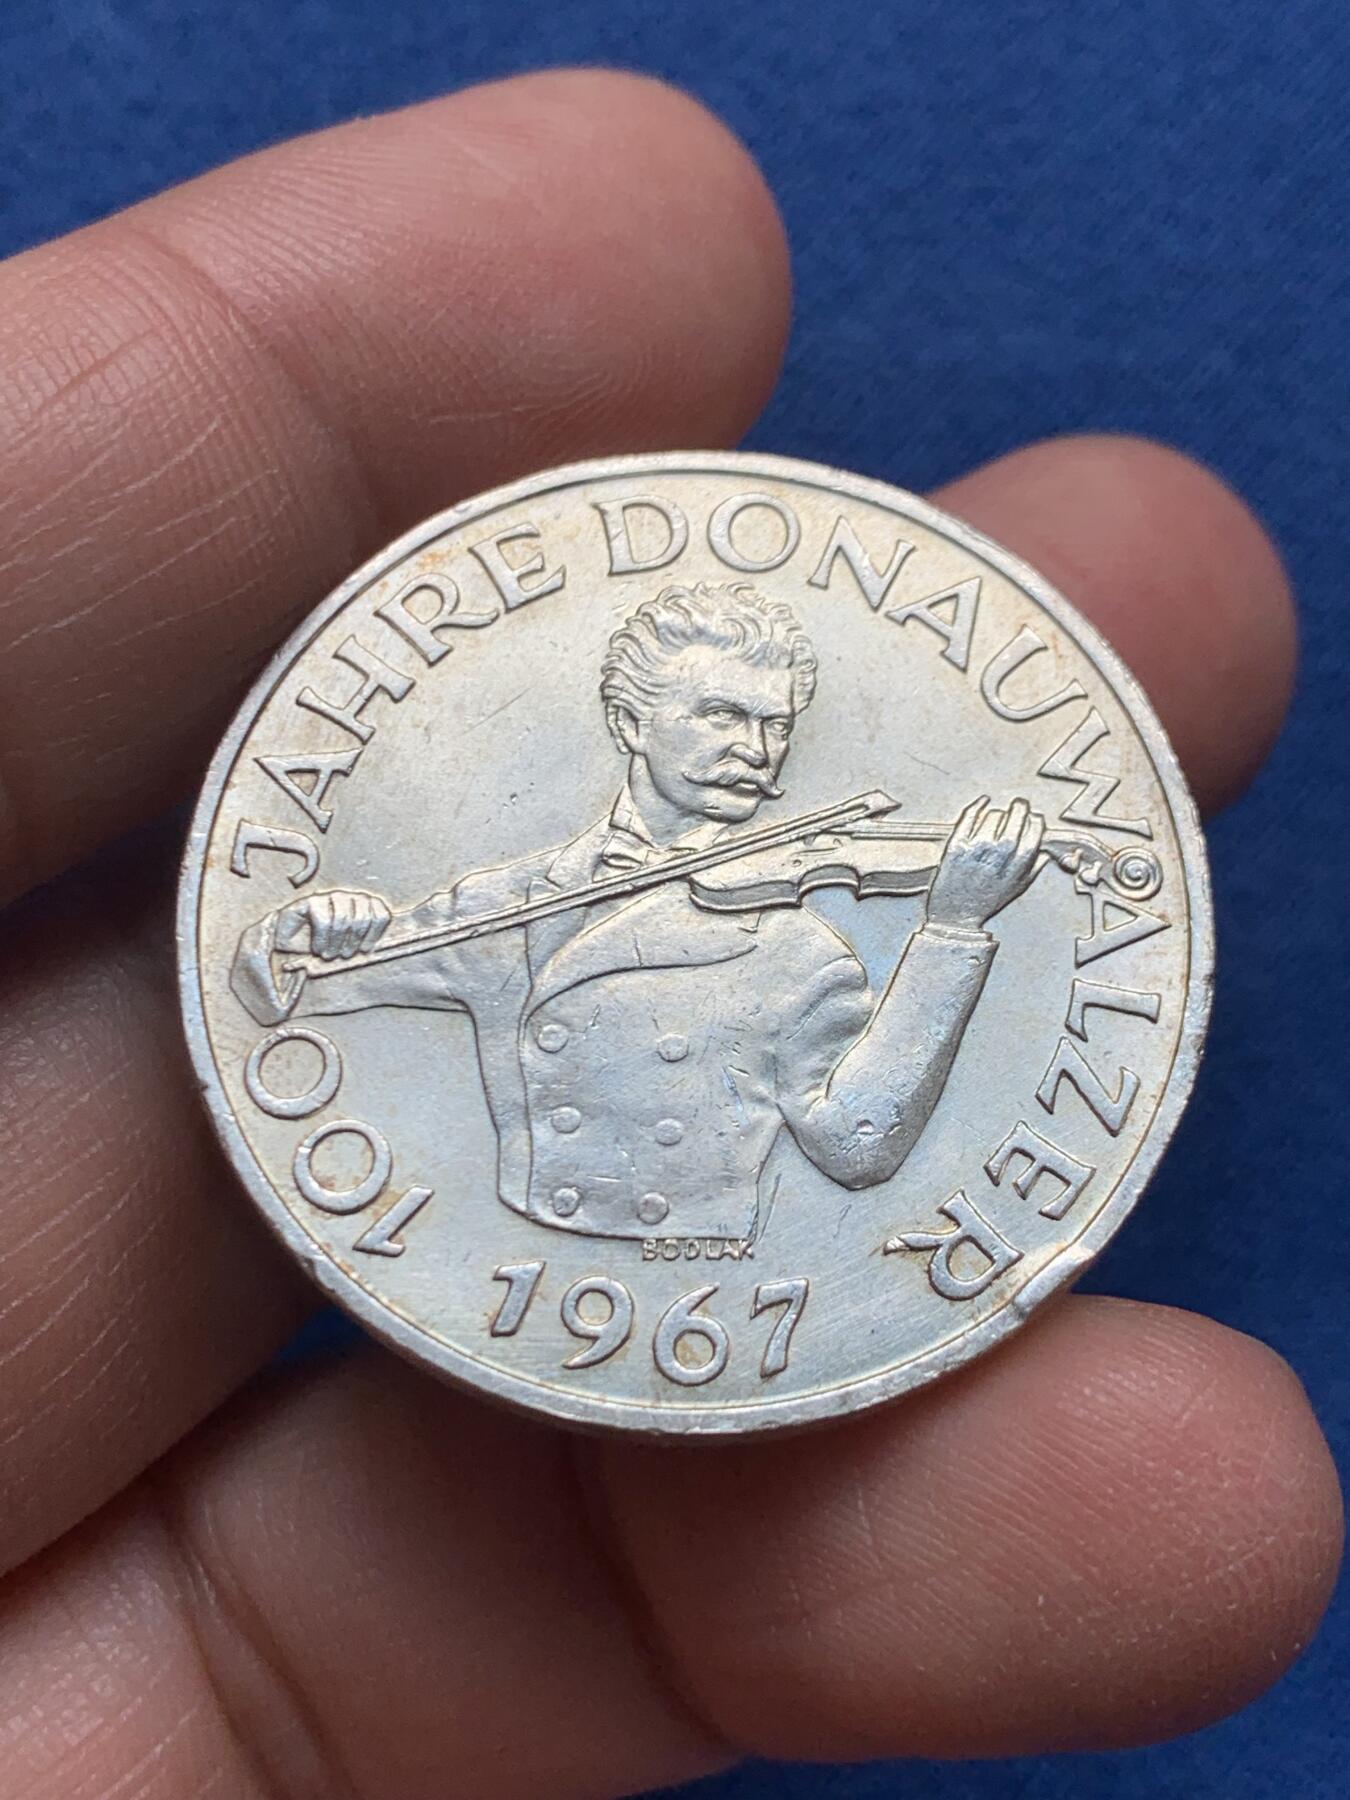 100 JAHRE DONAUWALZER
BODLAK
1967